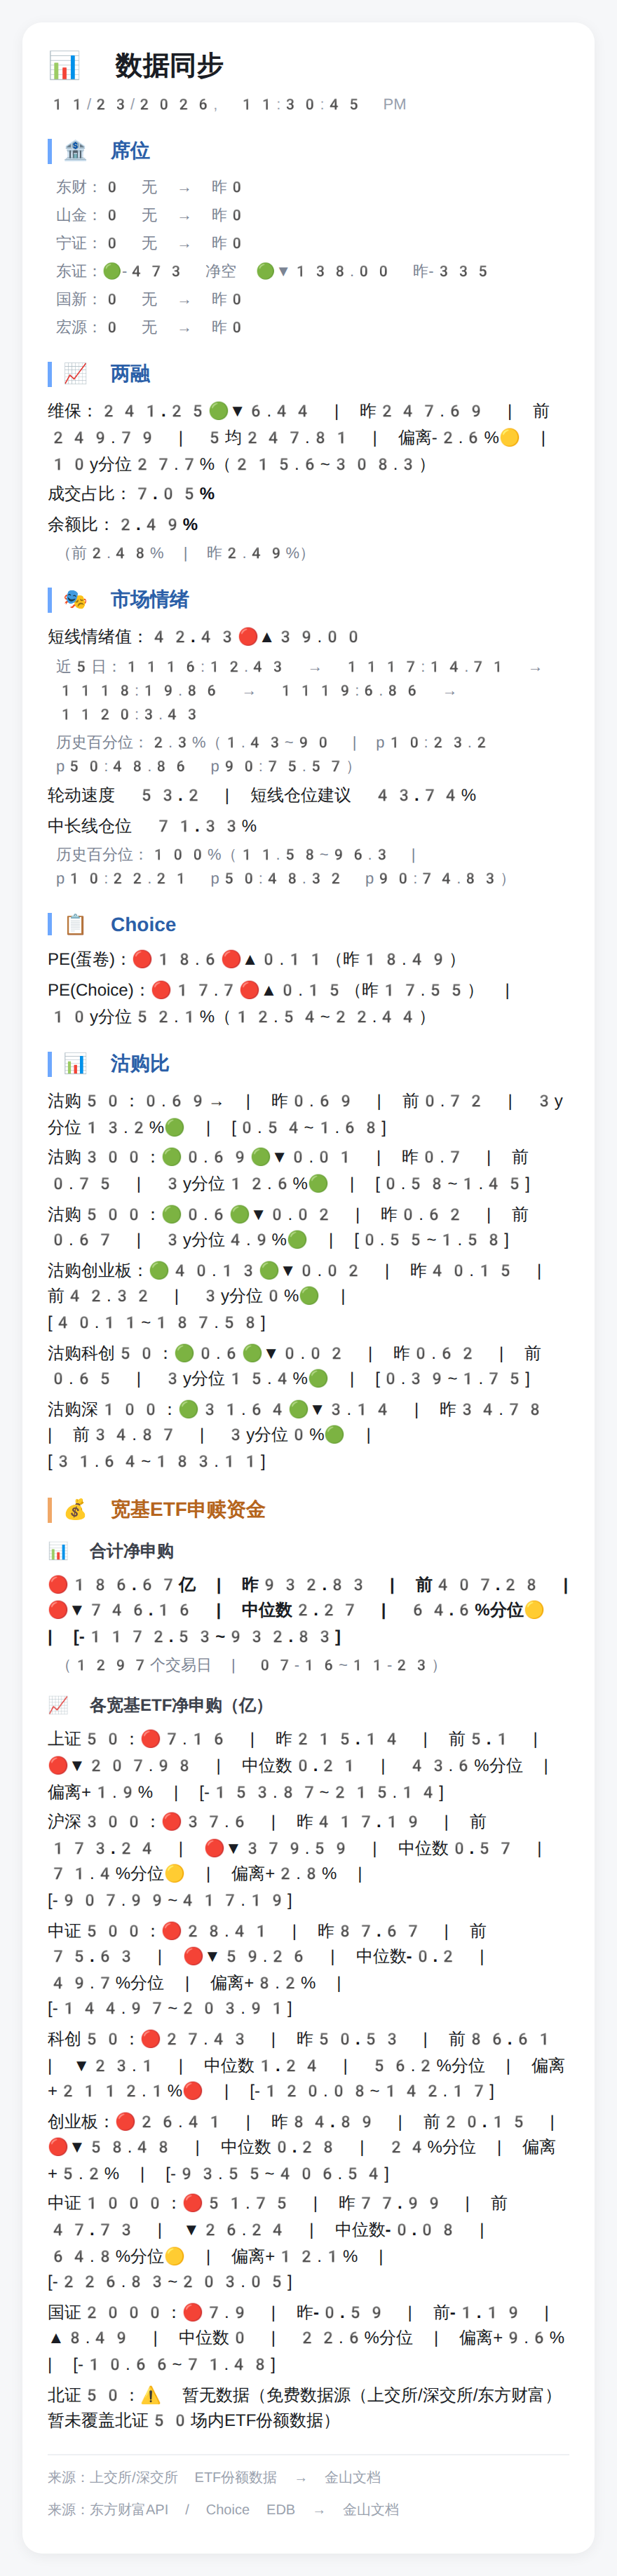 📊 数据同步
11/23/2026, 11:30:45 PM
🏦 席位
东财：0 无 → 昨0
山金：0 无 → 昨0
宁证：0 无 → 昨0
东证：🟢-473 净空 🟢▼138.00 昨-335
国新：0 无 → 昨0
宏源：0 无 → 昨0
📈 两融
维保：241.25🟢▼6.44 | 昨247.69 | 前
249.79 | 5均247.81 | 偏离-2.6%🟡 |
10y分位27.7%（215.6~308.3）
成交占比：7.05%
余额比：2.49%
（前2.48% | 昨2.49%）
🎭 市场情绪
短线情绪值：42.43🔴▲39.00
近5日：1116:12.43 → 1117:14.71 →
1118:19.86 → 1119:6.86 →
1120:3.43
历史百分位：2.3%（1.43~90 | p10:23.2
p50:48.86 p90:75.57）
轮动速度 53.2 | 短线仓位建议 43.74%
中长线仓位 71.33%
历史百分位：100%（11.58~96.3 |
p10:22.21 p50:48.32 p90:74.83）
📋 Choice
PE(蛋卷)：🔴18.6🔴▲0.11（昨18.49）
PE(Choice)：🔴17.7🔴▲0.15（昨17.55） |
10y分位52.1%（12.54~22.44）
📊 沽购比
沽购50：0.69→ | 昨0.69 | 前0.72 | 3y
分位13.2%🟢 | [0.54~1.68]
沽购300：🟢0.69🟢▼0.01 | 昨0.7 | 前
0.75 | 3y分位12.6%🟢 | [0.58~1.45]
沽购500：🟢0.6🟢▼0.02 | 昨0.62 | 前
0.67 | 3y分位4.9%🟢 | [0.55~1.58]
沽购创业板：🟢40.13🟢▼0.02 | 昨40.15 |
前42.32 | 3y分位0%🟢 |
[40.11~187.58]
沽购科创50：🟢0.6🟢▼0.02 | 昨0.62 | 前
0.65 | 3y分位15.4%🟢 | [0.39~1.75]
沽购深100：🟢31.64🟢▼3.14 | 昨34.78
| 前34.87 | 3y分位0%🟢 |
[31.64~183.11]
💰 宽基ETF申赎资金
📊 合计净申购
🔴186.67亿 | 昨932.83 | 前407.28 |
🔴▼746.16 | 中位数2.27 | 64.6%分位🟡
| [-1172.53~932.83]
（1297个交易日 | 07-16~11-23）
📈 各宽基ETF净申购（亿）
上证50：🔴7.16 | 昨215.14 | 前5.1 |
🔴▼207.98 | 中位数0.21 | 43.6%分位 |
偏离+1.9% | [-153.87~215.14]
沪深300：🔴37.6 | 昨417.19 | 前
173.24 | 🔴▼379.59 | 中位数0.57 |
71.4%分位🟡 | 偏离+2.8% |
[-907.99~417.19]
中证500：🔴28.41 | 昨87.67 | 前
75.63 | 🔴▼59.26 | 中位数-0.2 |
49.7%分位 | 偏离+8.2% |
[-144.97~203.91]
科创50：🔴27.43 | 昨50.53 | 前86.61
| ▼23.1 | 中位数1.24 | 56.2%分位 | 偏离
+2112.1%🔴 | [-120.08~142.17]
创业板：🔴26.41 | 昨84.89 | 前20.15 |
🔴▼58.48 | 中位数0.28 | 24%分位 | 偏离
+5.2% | [-93.55~406.54]
中证1000：🔴51.75 | 昨77.99 | 前
47.73 | ▼26.24 | 中位数-0.08 |
64.8%分位🟡 | 偏离+12.1% |
[-226.83~203.05]
国证2000：🔴7.9 | 昨-0.59 | 前-1.19 |
▲8.49 | 中位数0 | 22.6%分位 | 偏离+9.6%
| [-10.66~71.48]
北证50：⚠️ 暂无数据（免费数据源（上交所/深交所/东方财富）
暂未覆盖北证50场内ETF份额数据）
来源：上交所/深交所 ETF份额数据 → 金山文档
来源：东方财富API / Choice EDB → 金山文档